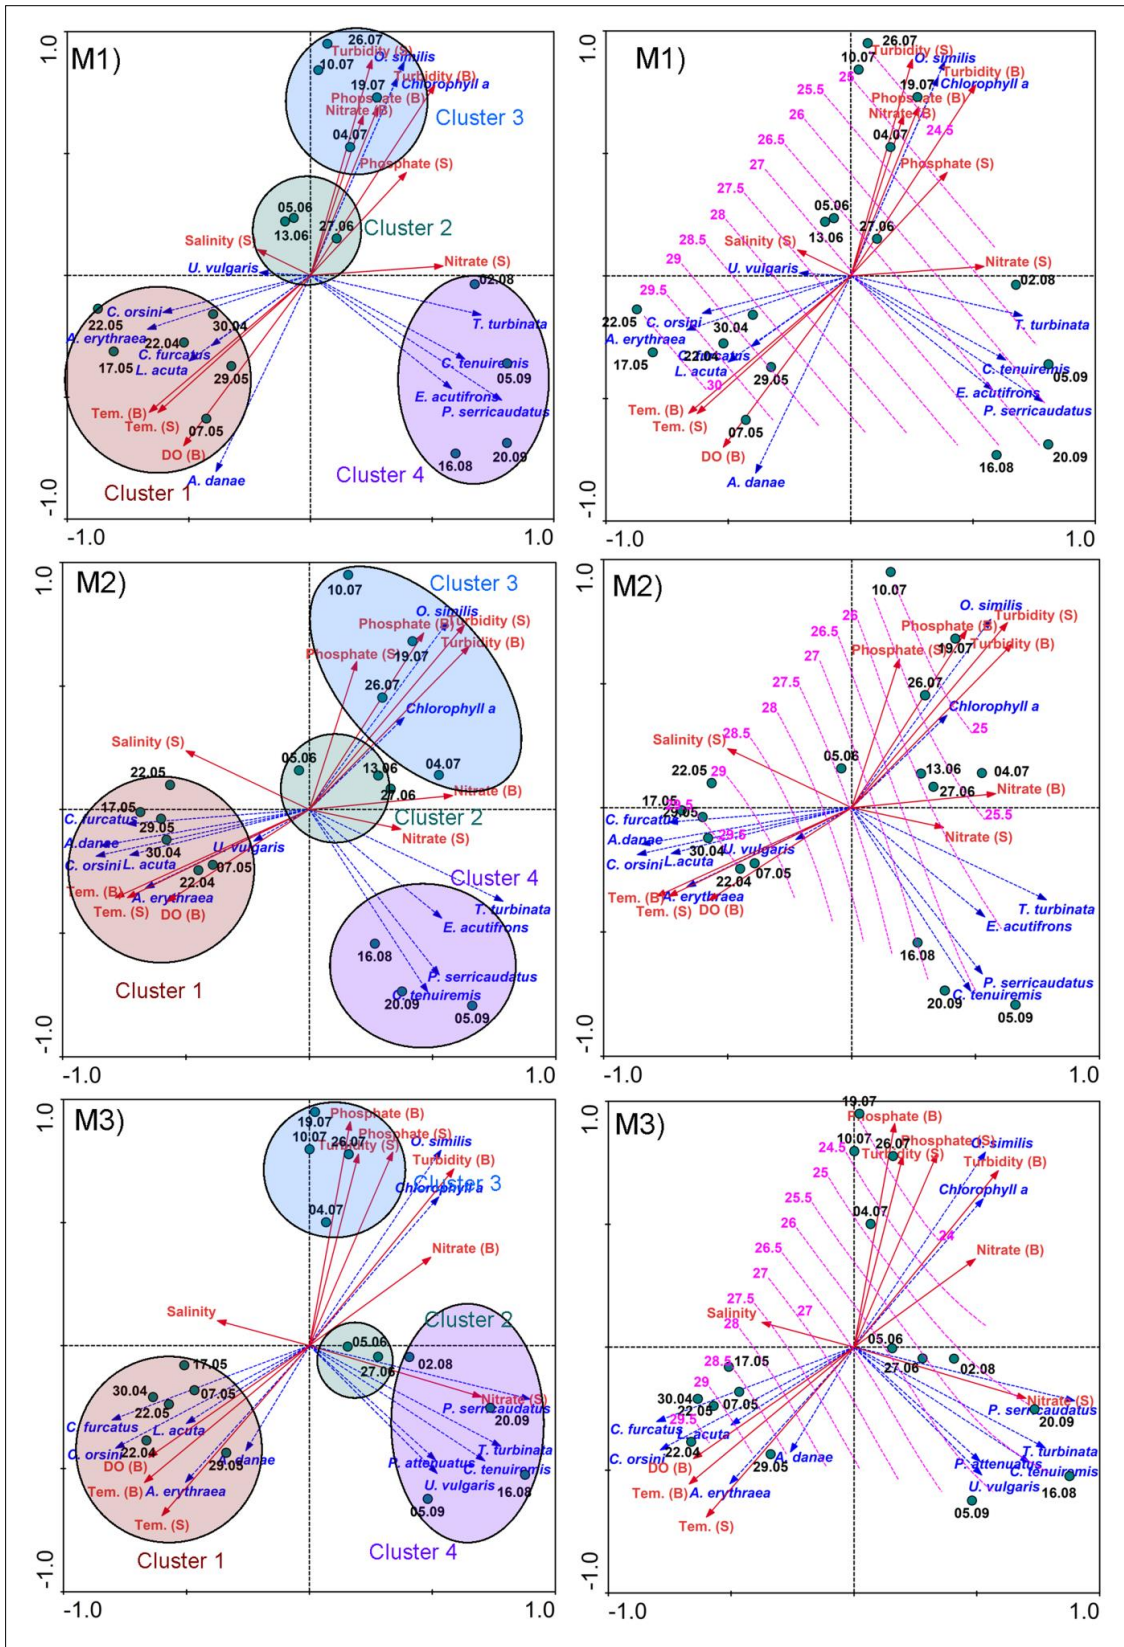 M1)
1.0
26.07
Turbidity (S)
O. similis
10.07
Turbidity (B)
19.07
Chlorophyll a
Phopshate (B)
Nitrate (B)
Cluster 3
04.07
Phosphate (S)
05.06
13.06
27.06
Cluster 2
Salinity (S)
U. vulgaris
Nitrate (S)
02.08
C. orsini
22.05
30.04
T. turbinata
A. erythraea
22.04
17.05
C. furcatus
L. acuta
29.05
C. tenuiremis
05.09
E. acutifrons
P. serricaudatus
Tem. (B)
Tem. (S)
07.05
DO (B)
20.09
16.08
Cluster 4
A. danae
Cluster 1
-1.0
-1.0
1.0
M1)
1.0
26.07
Turbidity (S)
O. similis
10.07
25
Turbidity (B)
Chlorophyll a
25.5
19.07
Phopshate (B)
26
Nitrate (B)
24.5
26.5
04.07
27
Phosphate (S)
27.5
05.06
28
13.06
27.06
28.5
Salinity (S)
29
U. vulgaris
Nitrate (S)
02.08
29.5
22.05
C. orsini
30.04
T. turbinata
A. erythraea
22.04
17.05
C. furcatus
L. acuta
29.05
C. tenuiremis
05.09
30
E. acutifrons
P. serricaudatus
Tem. (B)
Tem. (S)
07.05
DO (B)
20.09
16.08
A. danae
-1.0
-1.0
1.0
M2)
1.0
Cluster 3
10.07
O. similis
Phosphate (B)
Turbidity (S)
19.07
Turbidity (B)
Phosphate (S)
26.07
Chlorophyll a
Salinity (S)
05.06
13.06
04.07
22.05
27.06
Nitrate (B)
17.05
C. furcatus
29.05
Cluster 2
Nitrate (S)
A.danae
30.04
U. vulgaris
C. orsini
L. acuta
07.05
22.04
Cluster 4
Tem. (B)
A. erythraea
Tem. (S)
DO (B)
T. turbinata
E. acutifrons
16.08
P. serricaudatus
Cluster 1
20.09
C. tenuiremis
05.09
-1.0
-1.0
1.0
M2)
1.0
10.07
O. similis
26
Turbidity (S)
Phosphate (B)
26.5
19.07
Turbidity (B)
27
Phosphate (S)
27.5
26.07
28
Chlorophyll a
28.5
25
Salinity (S)
05.06
29
22.05
13.06
04.07
27.06
Nitrate (B)
17.05
29.5
29.05
25.5
C. furcatus
Nitrate (S)
A.danae
29.5
30.04
U. vulgaris
C. orsini
L.acuta
07.05
22.04
Tem. (B)
A. erythraea
Tem. (S)
DO (B)
T. turbinata
E. acutifrons
16.08
P. serricaudatus
20.09
C. tenuiremis
05.09
-1.0
-1.0
1.0
M3)
1.0
19.07
Phosphate (B)
10.07
26.07
Phosphate (S)
Turbidity (S)
O. similis
Turbidity (B)
Cluster 3
Chlorophyll a
04.07
Nitrate (B)
Salinity
Cluster 2
05.06
27.06
02.08
17.05
30.04
07.05
Nitrate (S)
22.05
P. serricaudatus
C. furcatus
L. acuta
20.09
C. orsini
22.04
A. danae
T. turbinata
DO (B)
29.05
P. attenuatus
C. tenuiremis
Tem. (B)
A. erythraea
U. vulgaris
16.08
05.09
Tem. (S)
Cluster 1
Cluster 4
-1.0
-1.0
1.0
M3)
1.0
19.07
Phosphate (B)
10.07
26.07
24.5
Phosphate (S)
Turbidity (S)
O. similis
25
Turbidity (B)
25.5
Chlorophyll a
26
04.07
24
26.5
Nitrate (B)
27
27.5
27
Salinity
28
05.06
28.5
17.05
27.06
02.08
29
30.04
07.05
22.05
Nitrate (S)
P. serricaudatus
29.5
20.09
C. furcatus
L. acuta
C. orsini
22.04
A. danae
T. turbinata
DO (B)
29.05
P. attenuatus
C. tenuiremis
Tem. (B)
A. erythraea
U. vulgaris
16.08
05.09
Tem. (S)
-1.0
-1.0
1.0